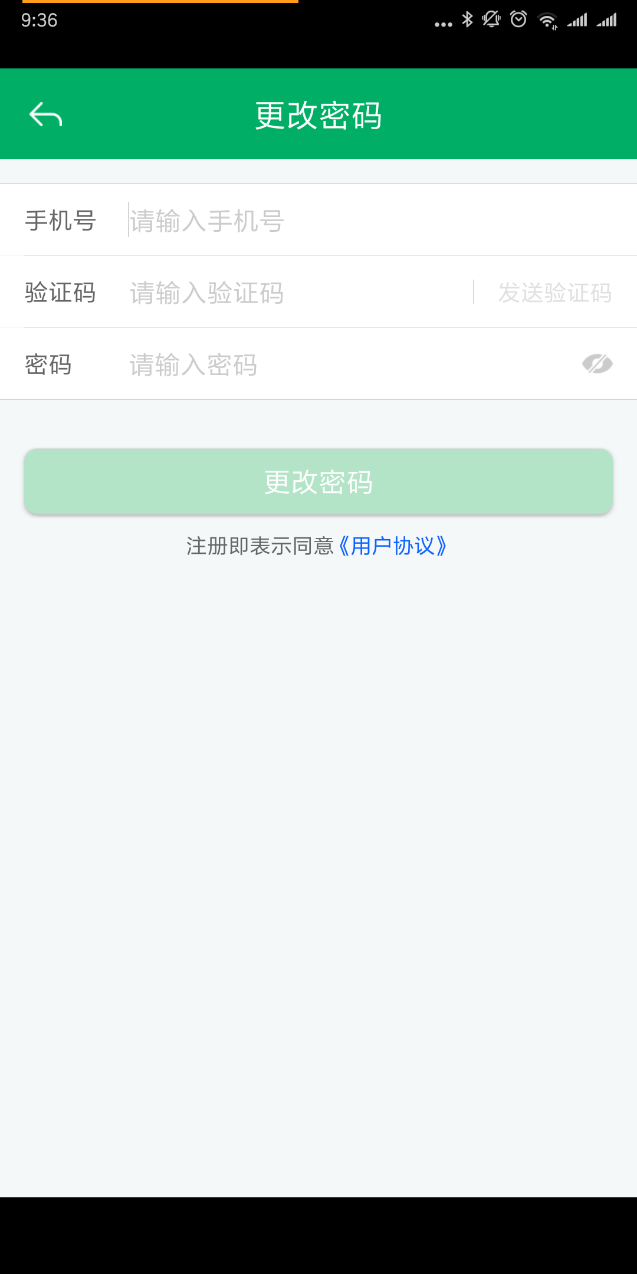 9:36
更改密码
手机号 请输入手机号
验证码 请输入验证码 发送验证码
密码 请输入密码
更改密码
注册即表示同意《用户协议》